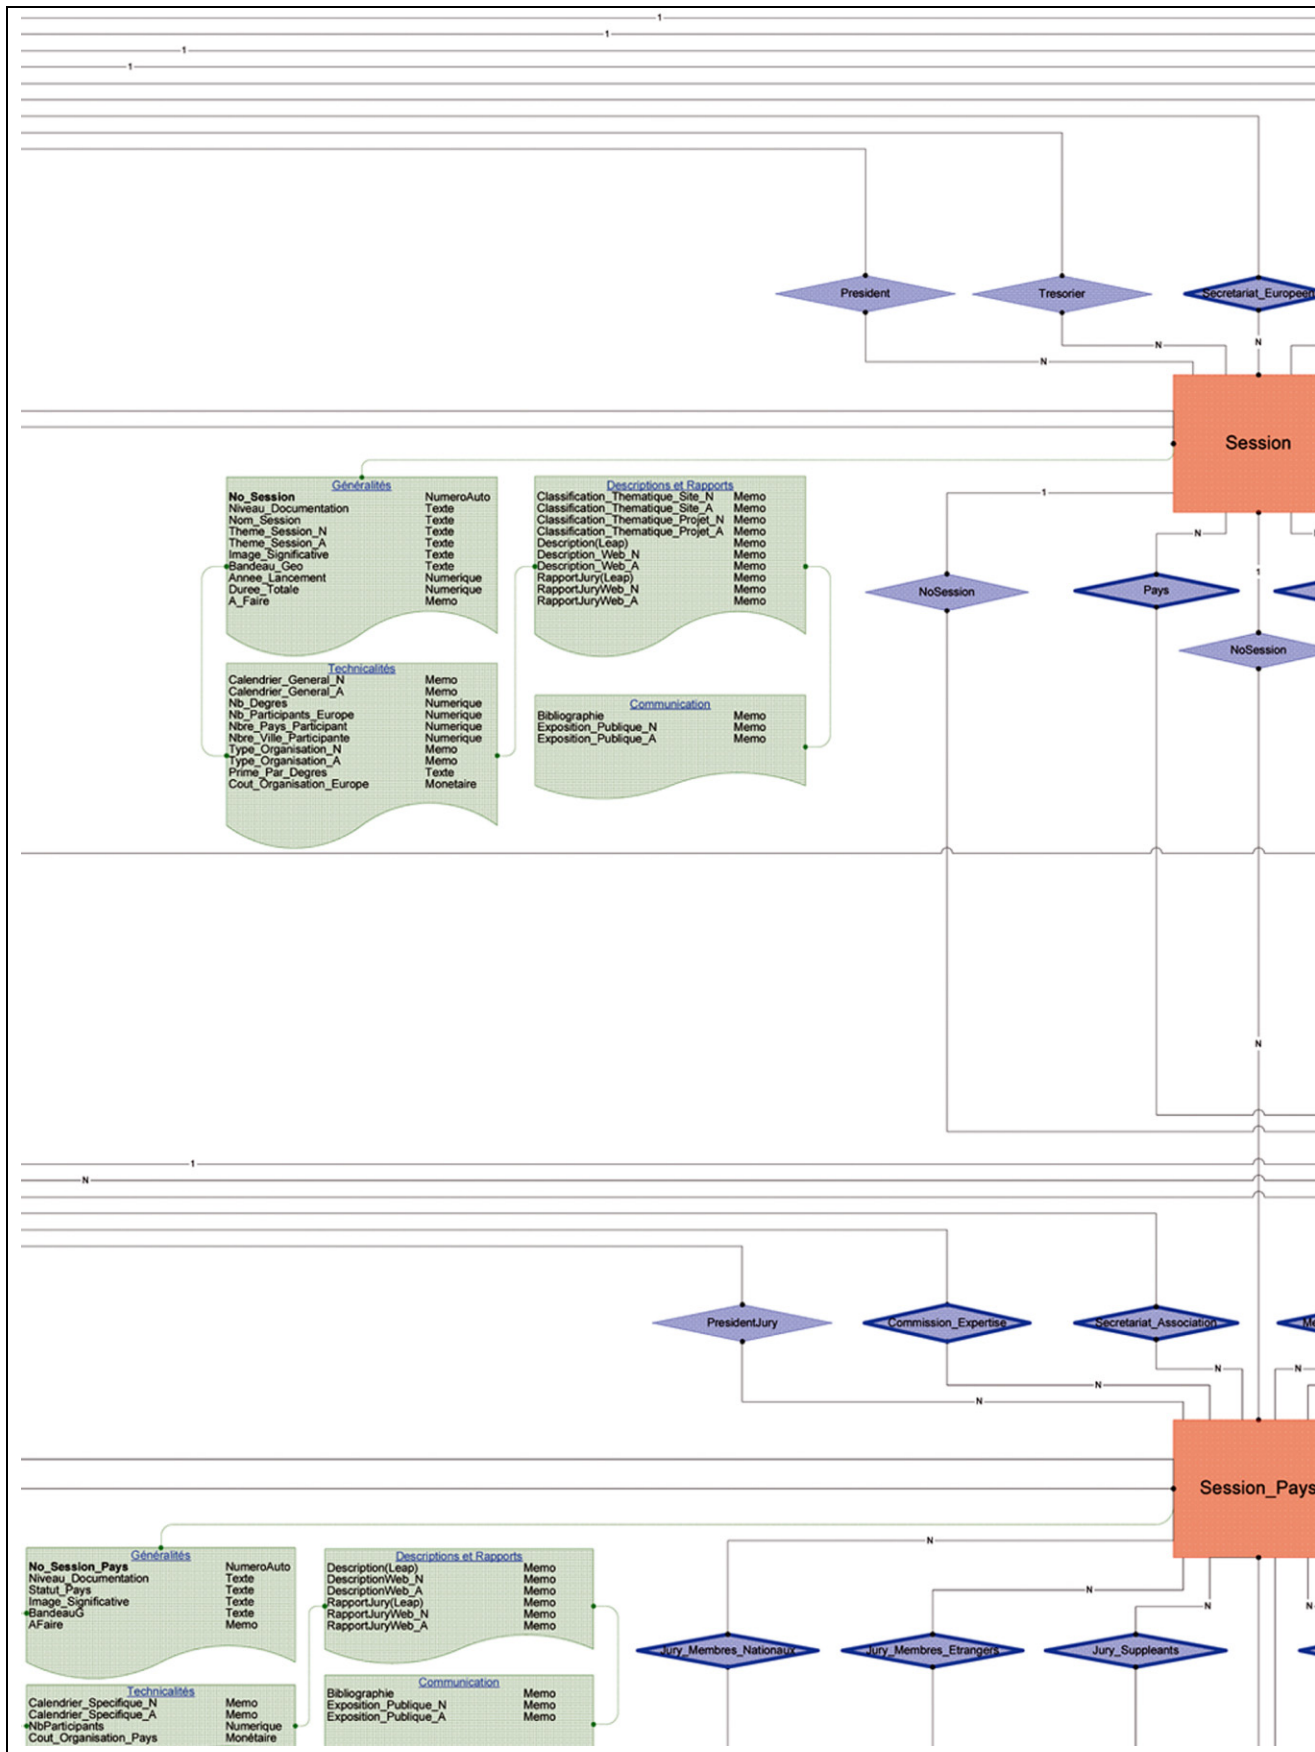 1
1
1
1
President
Tresorier
Secretariat_Europeen
N
N
N
Session
Généralités
No_Session NumeroAuto
Niveau_Documentation Texte
Nom_Session Texte
Theme_Session_N Texte
Theme_Session_A Texte
Image_Significative Texte
Bandeau_Geo Texte
Annee_Lancement Numerique
Duree_Totale Numerique
A_Faire Memo
Descriptions et Rapports
Classification_Thematique_Site_N Memo
Classification_Thematique_Site_A Memo
Classification_Thematique_Projet_N Memo
Classification_Thematique_Projet_A Memo
Description(Leap) Memo
Description_Web_N Memo
Description_Web_A Memo
RapportJury(Leap) Memo
RapportJuryWeb_N Memo
RapportJuryWeb_A Memo
1
N
1
NoSession
Pays
NoSession
Technicalités
Calendrier_General_N Memo
Calendrier_General_A Memo
Nb_Degres Numerique
Nb_Participants_Europe Numerique
Nbre_Pays_Participant Numerique
Nbre_Ville_Participante Numerique
Type_Organisation_N Memo
Type_Organisation_A Memo
Prime_Par_Degres Texte
Cout_Organisation_Europe Monetaire
Communication
Bibliographie Memo
Exposition_Publique_N Memo
Exposition_Publique_A Memo
N
1
N
PresidentJury
Commission_Expertise
Secretariat_Association
Me
N
N
N
N
Session_Pays
Généralités
No_Session_Pays NumeroAuto
Niveau_Documentation Texte
Statut_Pays Texte
Image_Significative Texte
BandeauG Texte
AFaire Memo
Descriptions et Rapports
Description(Leap) Memo
DescriptionWeb_N Memo
DescriptionWeb_A Memo
RapportJury(Leap) Memo
RapportJuryWeb_N Memo
RapportJuryWeb_A Memo
N
N
N
N
Jury_Membres_Nationaux
Jury_Membres_Etrangers
Jury_Suppleants
Technicalités
Calendrier_Specifique_N Memo
Calendrier_Specifique_A Memo
NbParticipants Numerique
Cout_Organisation_Pays Monétaire
Communication
Bibliographie Memo
Exposition_Publique_N Memo
Exposition_Publique_A Memo